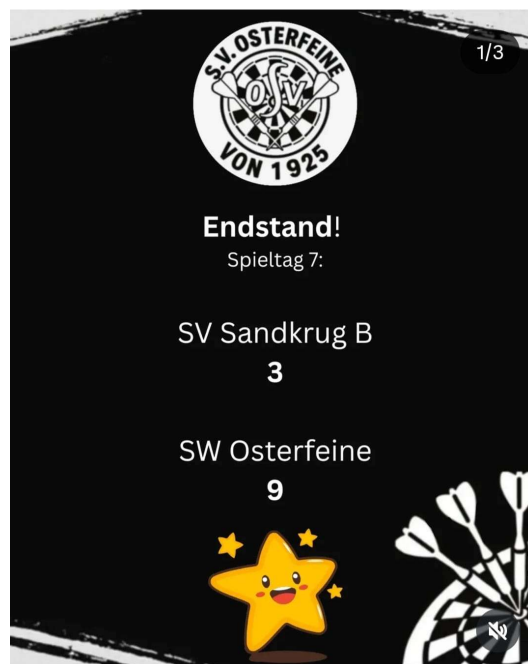 1/3
S.V. OSTERFEINE
OSV
VON 1925
Endstand!
Spieltag 7:
SV Sandkrug B
3
SW Osterfeine
9